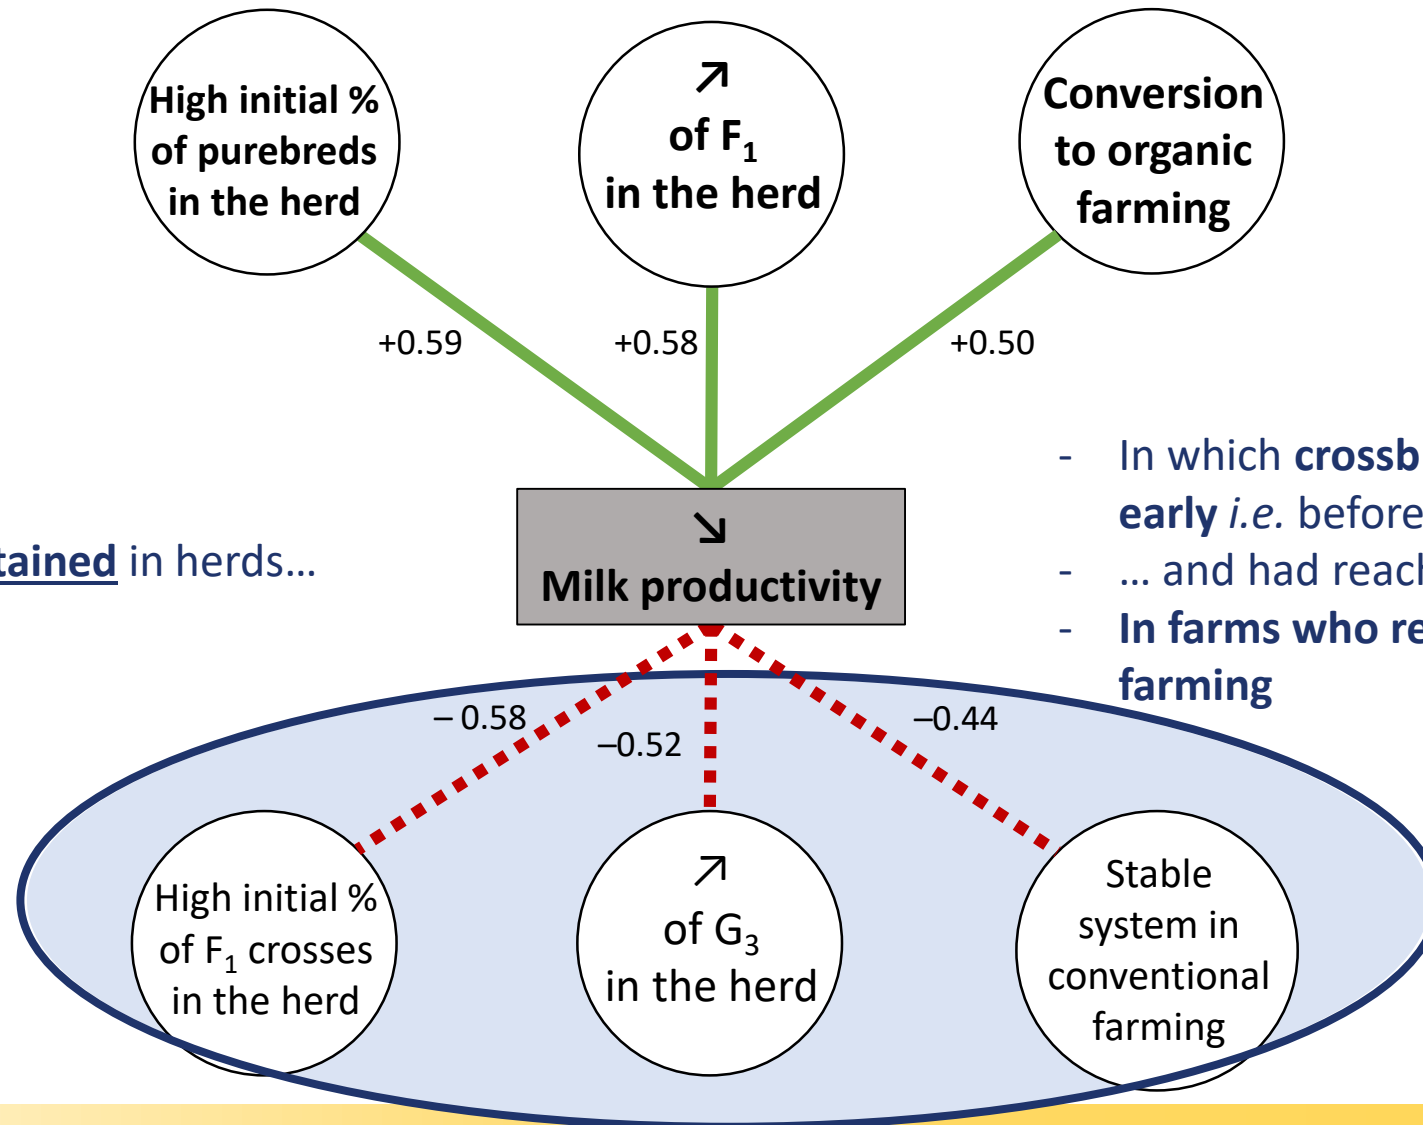 High initial %
of purebreds
in the herd
↗
of F₁
in the herd
Conversion
to organic
farming
+0.59
+0.58
+0.50
↘
Milk productivity
tained in herds…
- In which crossb
early i.e. before
- … and had reach
- In farms who re
farming
– 0.58
–0.52
–0.44
High initial %
of F₁ crosses
in the herd
↗
of G₃
in the herd
Stable
system in
conventional
farming